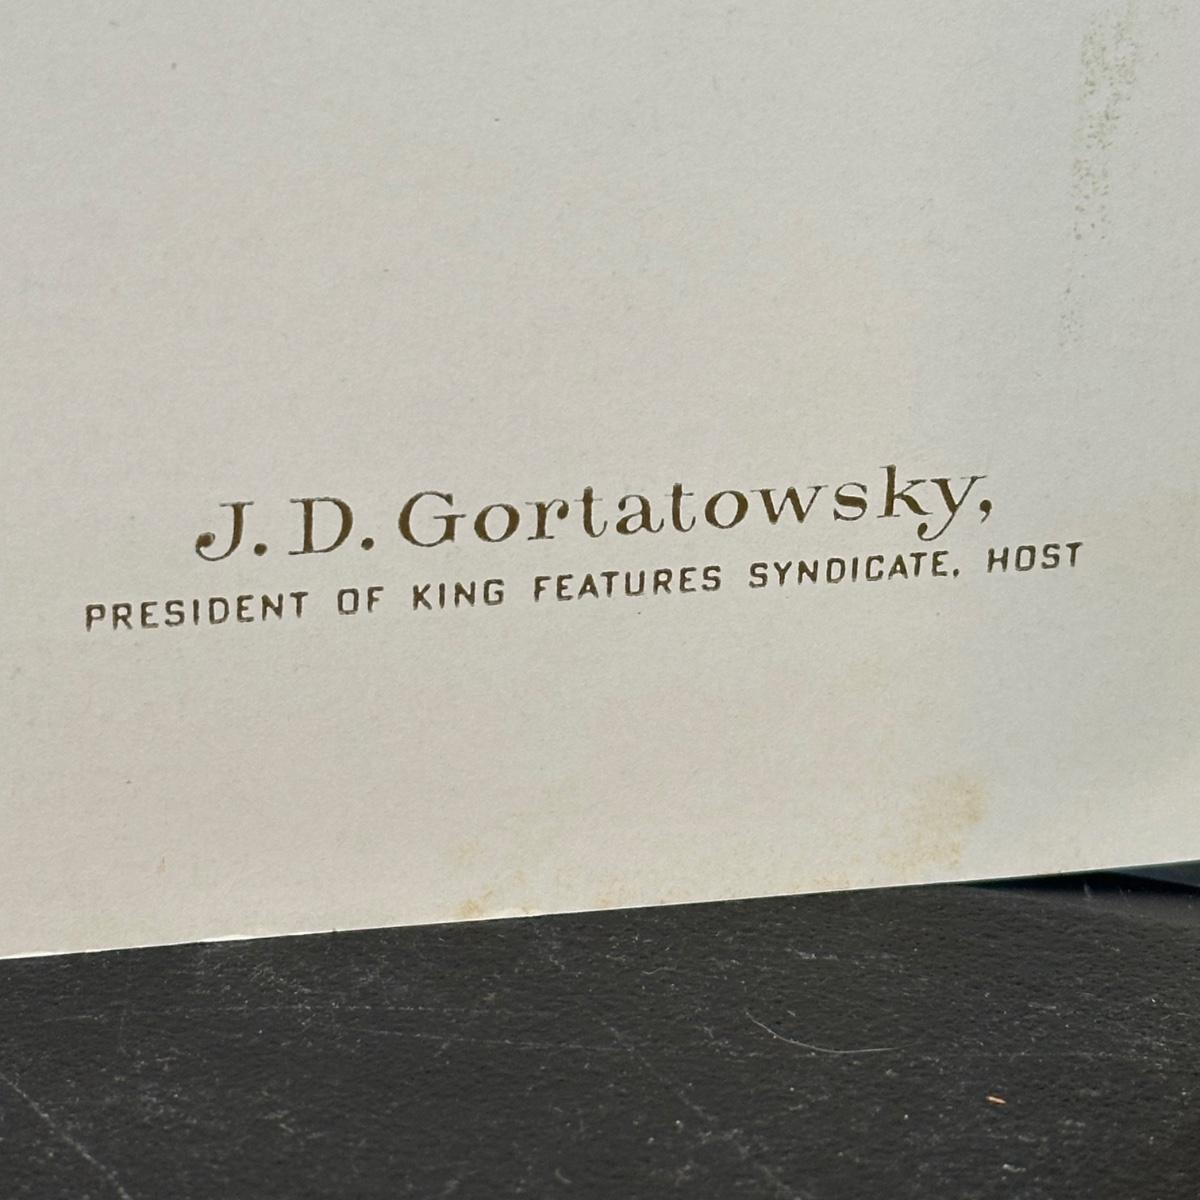 J. D. Gortatowsky,
PRESIDENT OF KING FEATURES SYNDICATE, HOST